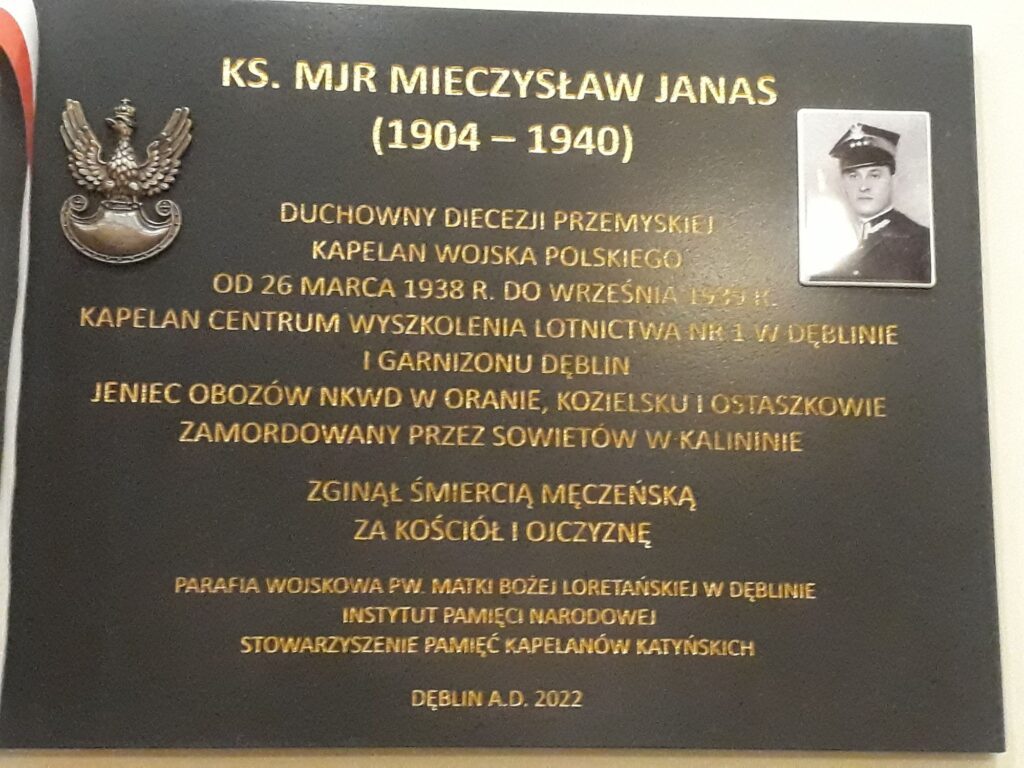 KS. MJR MIECZYSŁAW JANAS
(1904 – 1940)
DUCHOWNY DIECEZJI PRZEMYSKIEJ
KAPELAN WOJSKA POLSKIEGO
OD 26 MARCA 1938 R. DO WRZEŚNIA 1939 R.
KAPELAN CENTRUM WYSZKOLENIA LOTNICTWA NR 1 W DĘBLINIE
I GARNIZONU DĘBLIN
JENIEC OBOZÓW NKWD W ORANIE, KOZIELSKU I OSTASZKOWIE
ZAMORDOWANY PRZEZ SOWIETÓW W KALININIE
ZGINĄŁ ŚMIERCIĄ MĘCZEŃSKĄ
ZA KOŚCIÓŁ I OJCZYZNĘ
PARAFIA WOJSKOWA PW. MATKI BOŻEJ LORETAŃSKIEJ W DĘBLINIE
INSTYTUT PAMIĘCI NARODOWEJ
STOWARZYSZENIE PAMIĘĆ KAPELANÓW KATYŃSKICH
DĘBLIN A.D. 2022